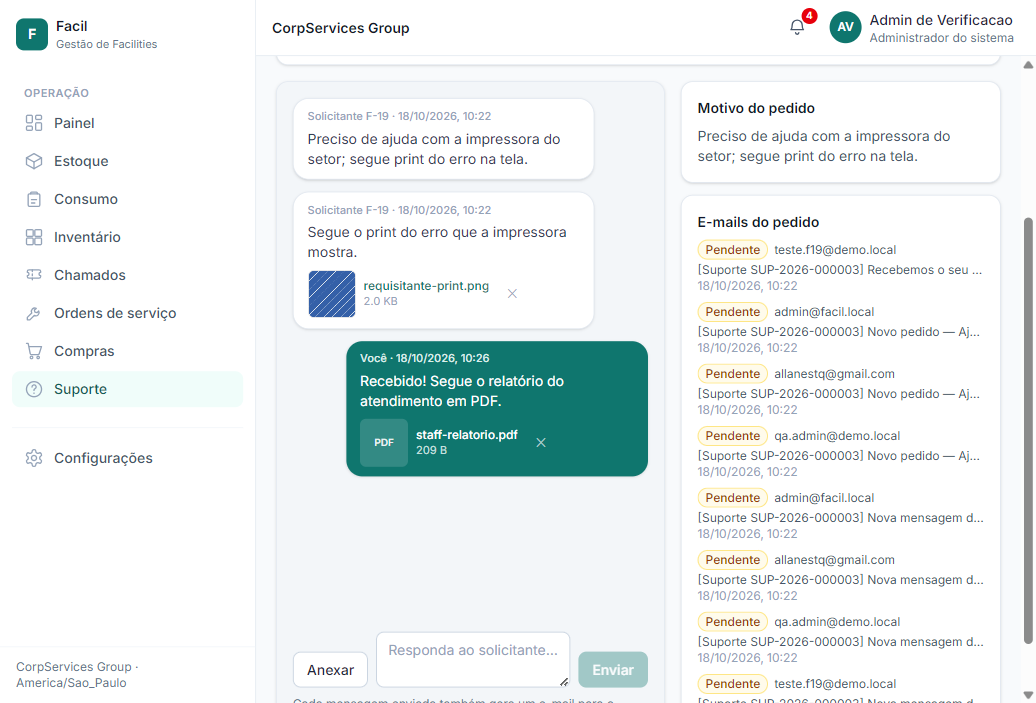 F
Facil
Gestão de Facilities
OPERAÇÃO
Painel
Estoque
Consumo
Inventário
Chamados
Ordens de serviço
Compras
Suporte
Configurações
CorpServices Group ·
America/Sao_Paulo
CorpServices Group
4
AV
Admin de Verificacao
Administrador do sistema
Solicitante F-19 · 18/10/2026, 10:22
Preciso de ajuda com a impressora do
setor; segue print do erro na tela.
Solicitante F-19 · 18/10/2026, 10:22
Segue o print do erro que a impressora
mostra.
requisitante-print.png
2.0 KB
Você · 18/10/2026, 10:26
Recebido! Segue o relatório do
atendimento em PDF.
PDF
staff-relatorio.pdf
209 B
Anexar
Responda ao solicitante...
Enviar
Cada mensagem enviada também gera um e-mail para o
Motivo do pedido
Preciso de ajuda com a impressora do
setor; segue print do erro na tela.
E-mails do pedido
Pendente teste.f19@demo.local
[Suporte SUP-2026-000003] Recebemos o seu ...
18/10/2026, 10:22
Pendente admin@facil.local
[Suporte SUP-2026-000003] Novo pedido — Aj...
18/10/2026, 10:22
Pendente allanestq@gmail.com
[Suporte SUP-2026-000003] Novo pedido — Aj...
18/10/2026, 10:22
Pendente qa.admin@demo.local
[Suporte SUP-2026-000003] Novo pedido — Aj...
18/10/2026, 10:22
Pendente admin@facil.local
[Suporte SUP-2026-000003] Nova mensagem d...
18/10/2026, 10:22
Pendente allanestq@gmail.com
[Suporte SUP-2026-000003] Nova mensagem d...
18/10/2026, 10:22
Pendente qa.admin@demo.local
[Suporte SUP-2026-000003] Nova mensagem d...
18/10/2026, 10:22
Pendente teste.f19@demo.local